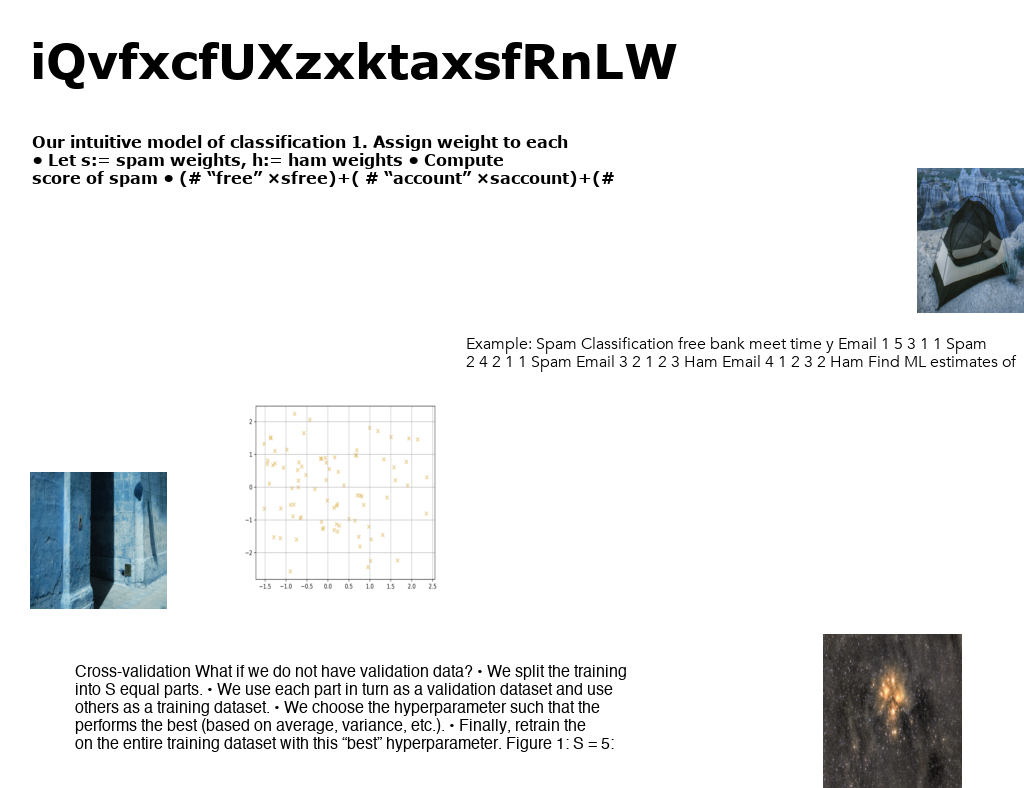 iQvfxcfUXzxktaxsfRnLW
Our intuitive model of classification 1. Assign weight to each
● Let s:= spam weights, h:= ham weights ● Compute
score of spam ● (# “free” ×sfree)+( # “account” ×saccount)+(#
Example: Spam Classification free bank meet time y Email 1 5 3 1 1 Spam
2 4 2 1 1 Spam Email 3 2 1 2 3 Ham Email 4 1 2 3 2 Ham Find ML estimates of
2
1
0
−1
−2
−1.5 −1.0 −0.5 0.0 0.5 1.0 1.5 2.0 2.5
Cross-validation What if we do not have validation data? • We split the training
into S equal parts. • We use each part in turn as a validation dataset and use
others as a training dataset. • We choose the hyperparameter such that the
performs the best (based on average, variance, etc.). • Finally, retrain the
on the entire training dataset with this “best” hyperparameter. Figure 1: S = 5: